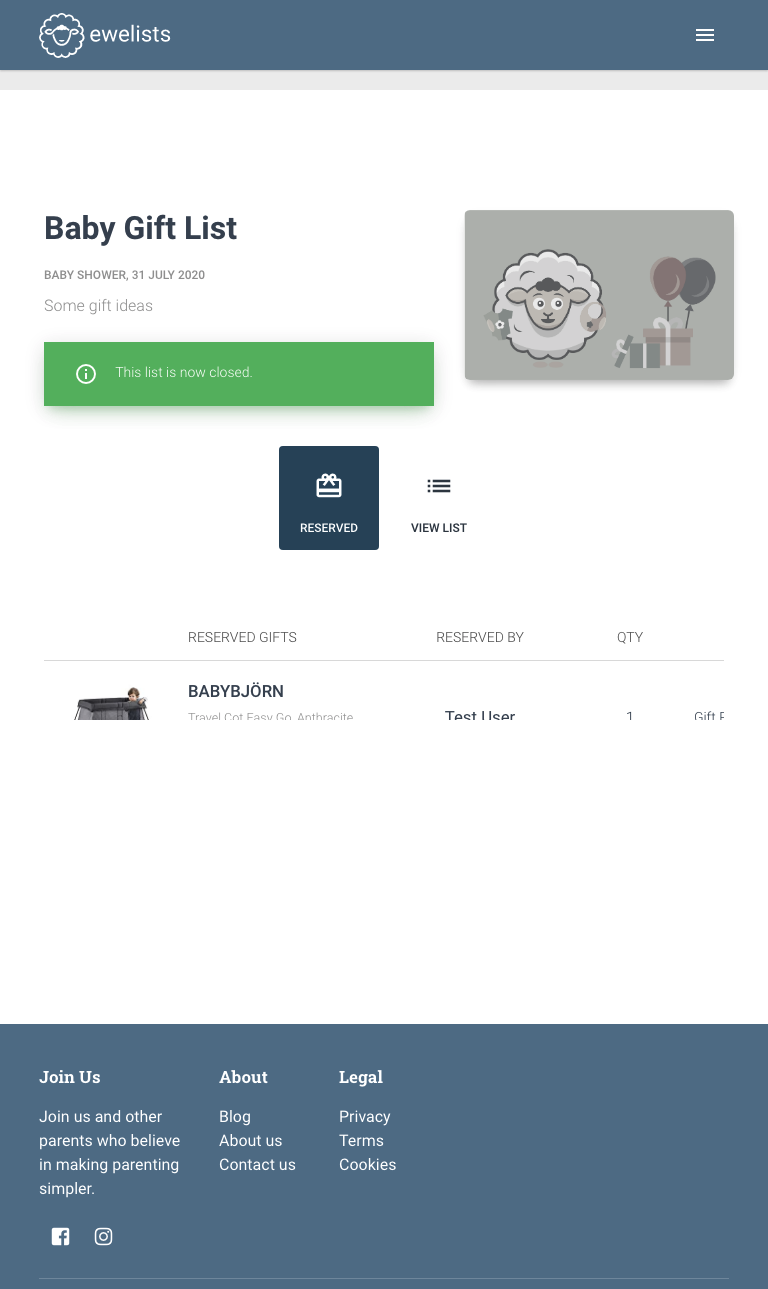 ewelists
Baby Gift List
BABY SHOWER, 31 JULY 2020
Some gift ideas
This list is now closed.
RESERVED
VIEW LIST
RESERVED GIFTS
RESERVED BY
QTY
BABYBJÖRN
Travel Cot Easy Go, Anthracite
Test User
1
Gift
Join Us
Join us and other
parents who believe
in making parenting
simpler.
About
Blog
About us
Contact us
Legal
Privacy
Terms
Cookies